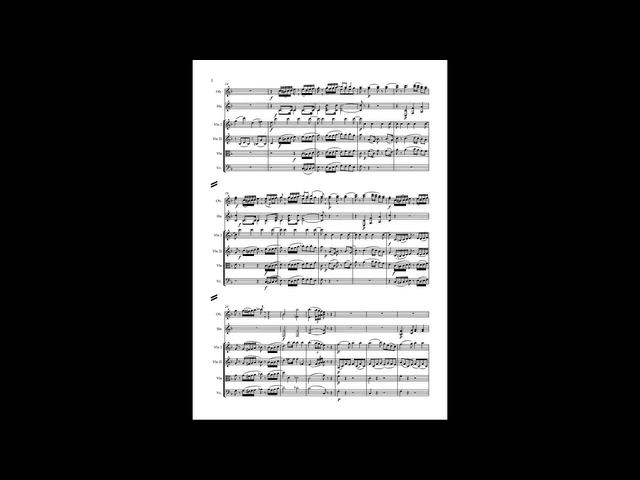 2
Ob.
Hn.
Vln I
Vln II
Vla
Vc.
Ob.
Hn.
Vln I
Vln II
Vla
Vc.
Ob.
Hn.
Vln I
Vln II
Vla
Vc.